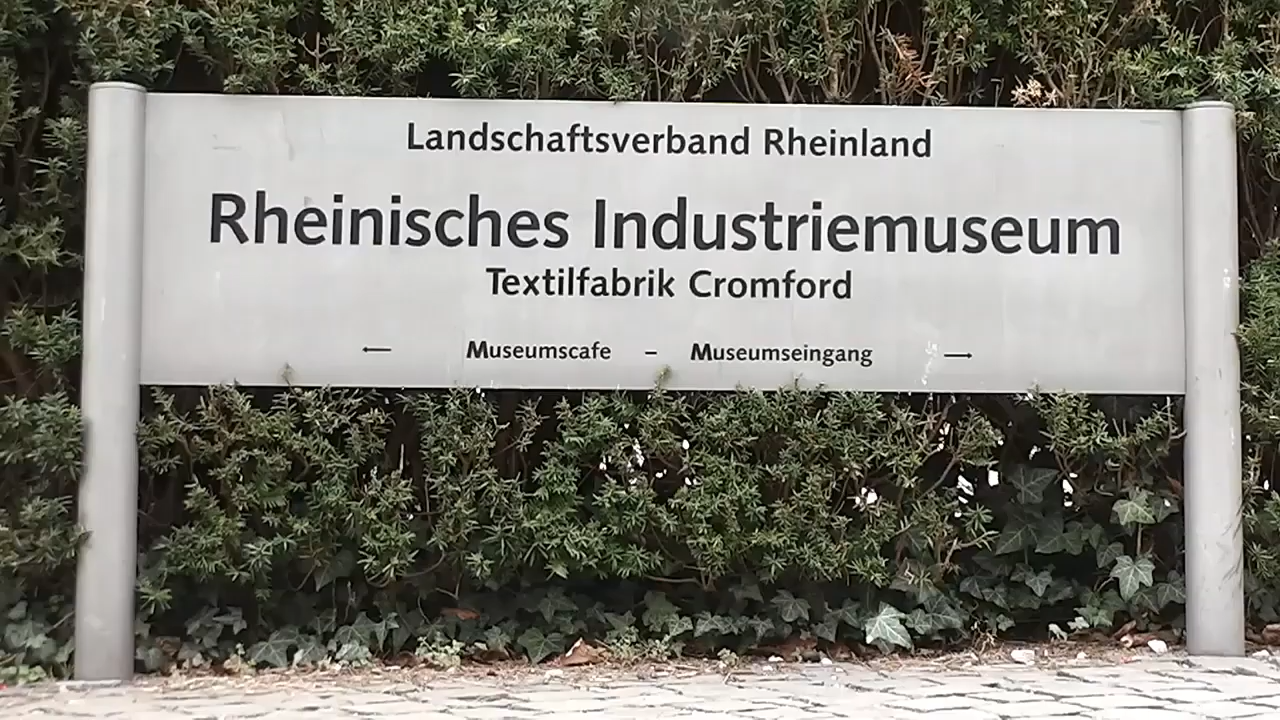 Landschaftsverband Rheinland
Rheinisches Industriemuseum
Textilfabrik Cromford
← Museumscafe – Museumseingang →